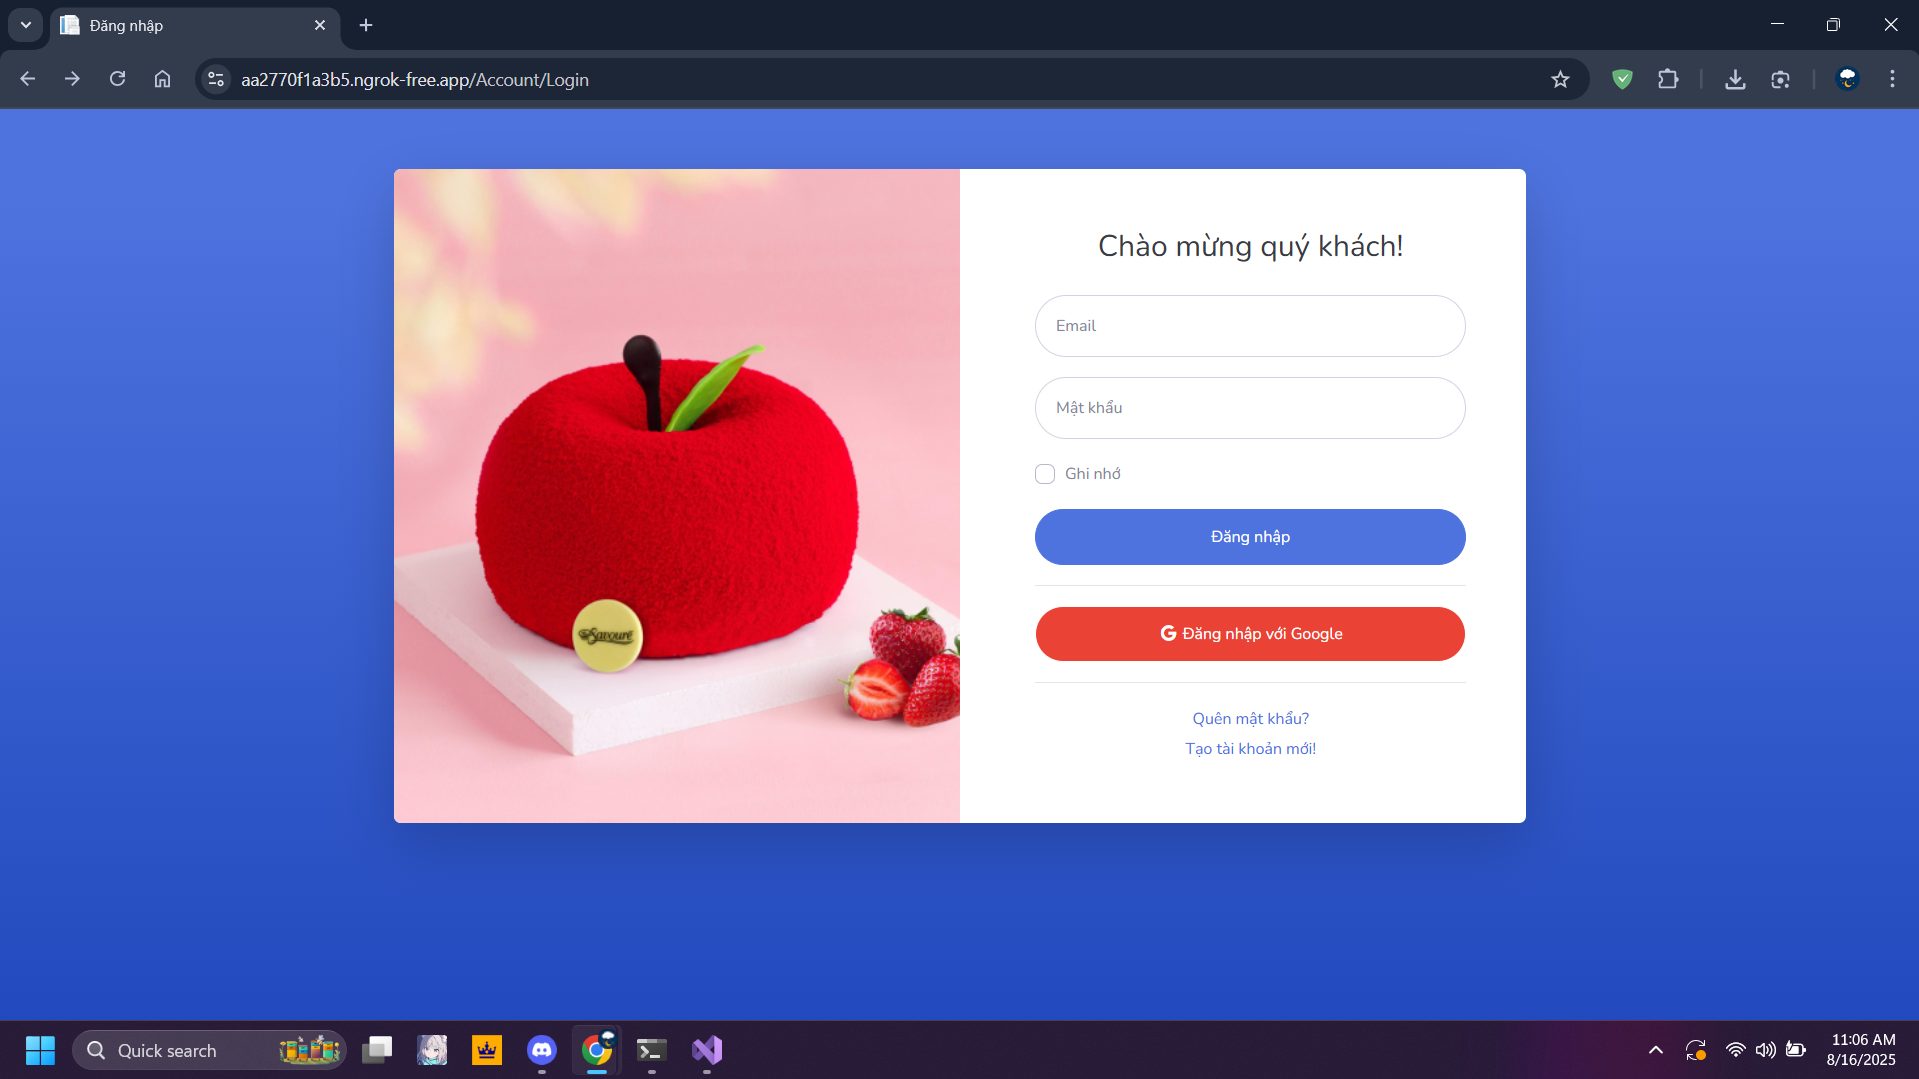 Đăng nhập
aa2770f1a3b5.ngrok-free.app/Account/Login
Chào mừng quý khách!
Email
Mật khẩu
Ghi nhớ
Đăng nhập
Đăng nhập với Google
Quên mật khẩu?
Tạo tài khoản mới!
Savouré
Quick search
11:06 AM
8/16/2025